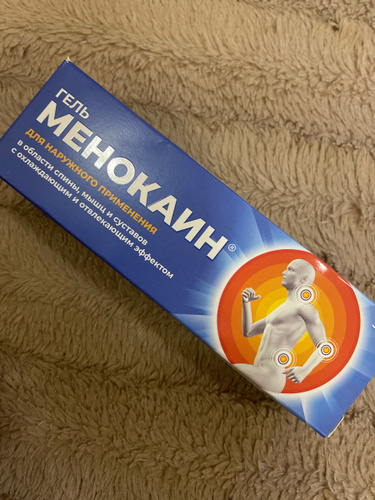 ГЕЛЬ
МЕНОКАИН®
ДЛЯ НАРУЖНОГО ПРИМЕНЕНИЯ
в области спины, мышц и суставов
с охлаждающим и отвлекающим эффектом